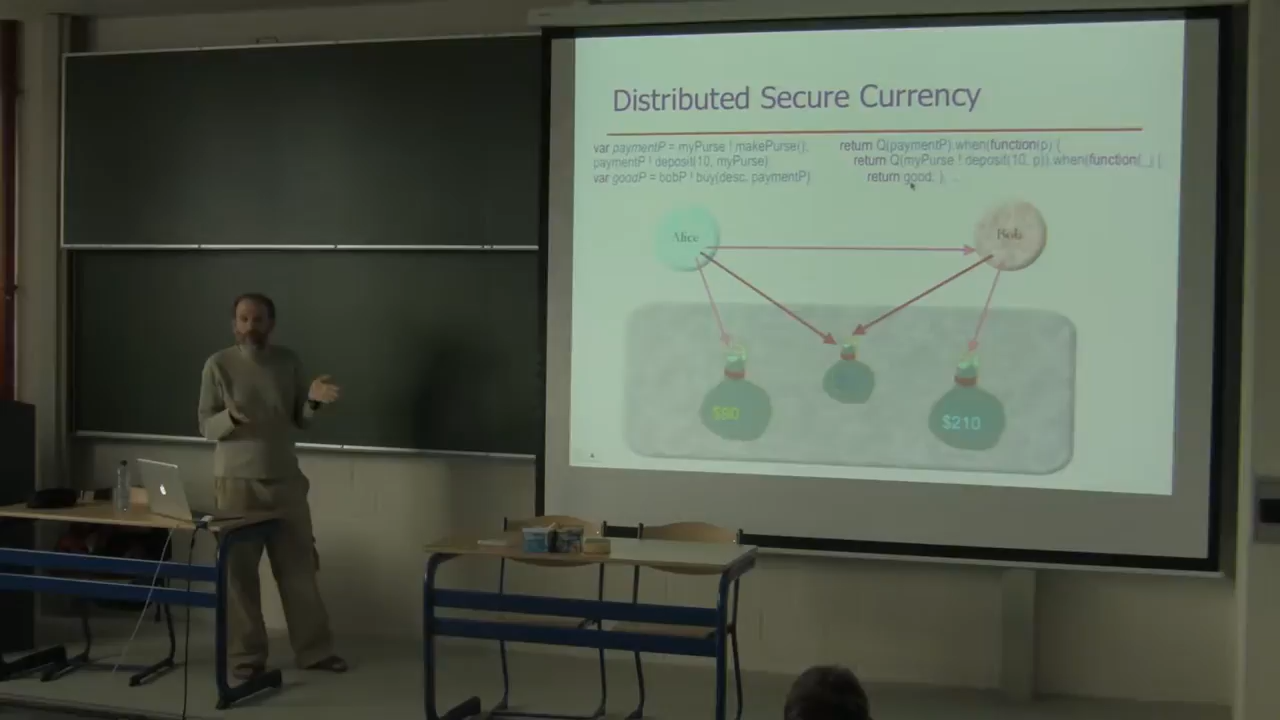 Distributed Secure Currency
var paymentP = myPurse ! makePurse();
paymentP ! deposit(10, myPurse)
var goodP = bobP ! buy(desc, paymentP)
return Q(paymentP).when(function(p) {
return Q(myPurse ! deposit(10, p)).when(function(_) {
return good; }, ...
Alice
Bob
$90
$210